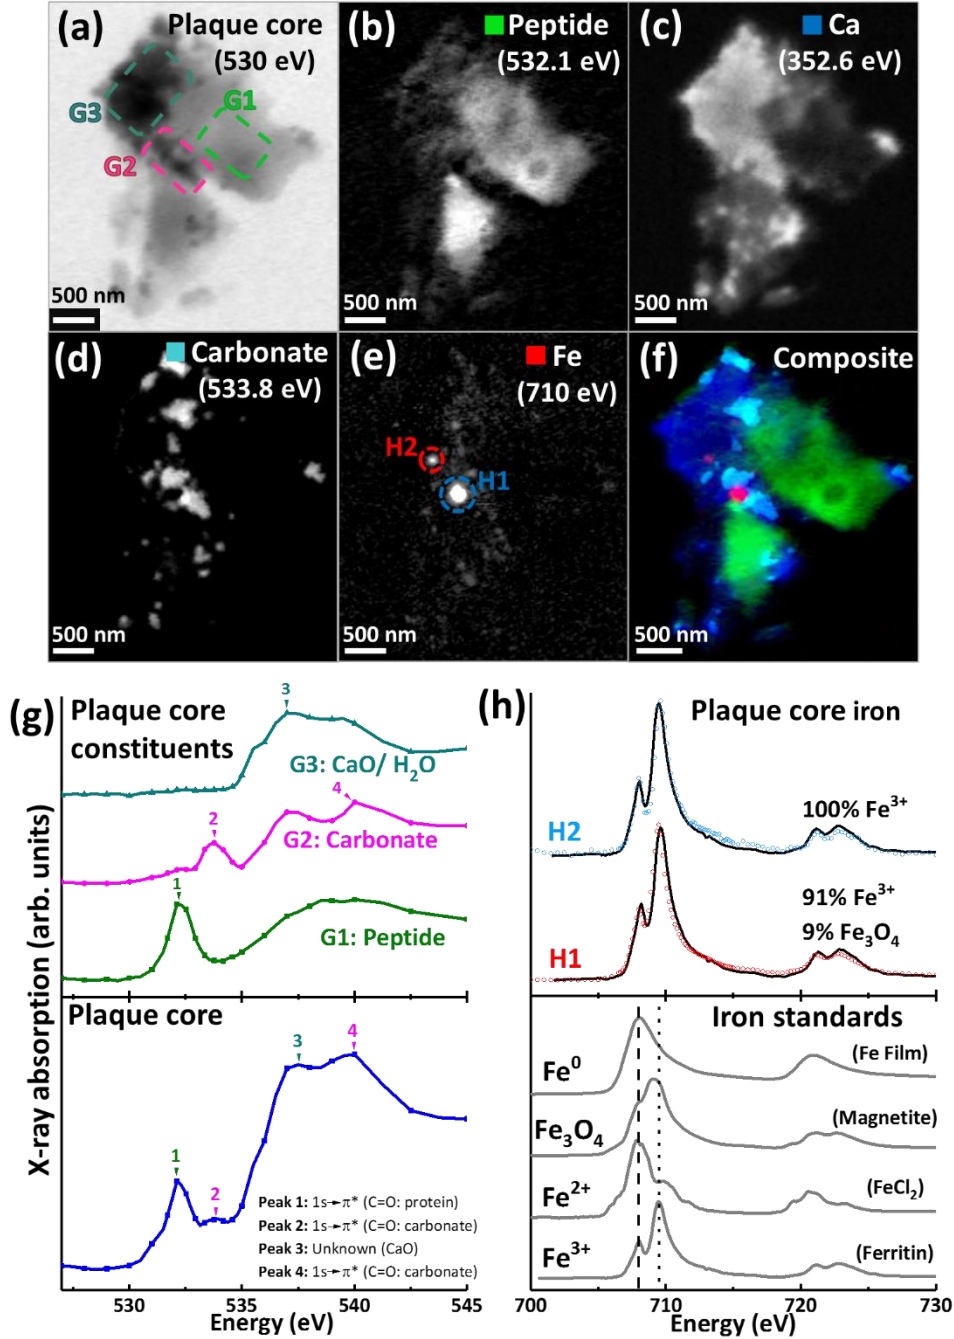 (a) Plaque core
(530 eV)
G3
G1
G2
500 nm
(b) Peptide
(532.1 eV)
500 nm
(c) Ca
(352.6 eV)
500 nm
(d) Carbonate
(533.8 eV)
500 nm
(e) Fe
(710 eV)
H2
H1
500 nm
(f) Composite
500 nm
(g) Plaque core
constituents
3
G3: CaO/ H₂O
2
4
G2: Carbonate
1
G1: Peptide
Plaque core
1
2
3
4
Peak 1: 1s→π* (C=O: protein)
Peak 2: 1s→π* (C=O: carbonate)
Peak 3: Unknown (CaO)
Peak 4: 1s→π* (C=O: carbonate)
530 535 540 545
Energy (eV)
X-ray absorption (arb. units)
(h) Plaque core iron
H2
100% Fe³⁺
H1
91% Fe³⁺
9% Fe₃O₄
Iron standards
Fe⁰ (Fe Film)
Fe₃O₄ (Magnetite)
Fe²⁺ (FeCl₂)
Fe³⁺ (Ferritin)
700 710 720 730
Energy (eV)